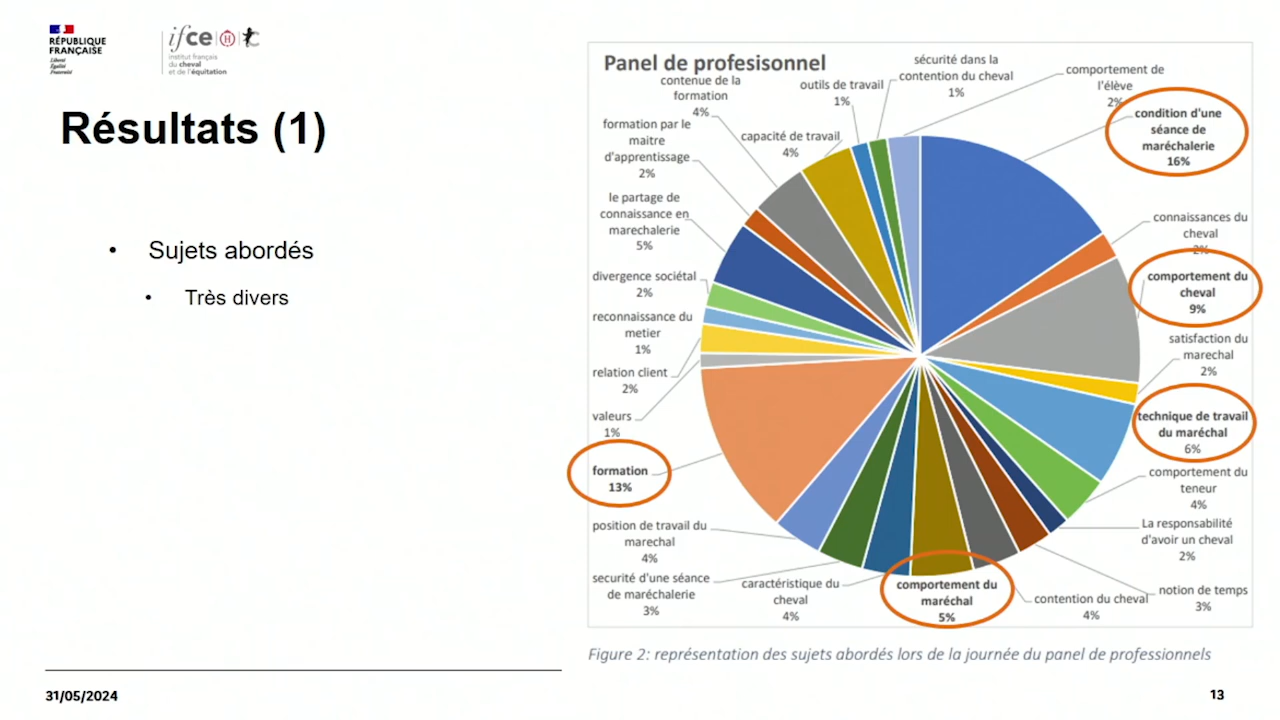 RÉPUBLIQUE
FRANÇAISE
Liberté
Égalité
Fraternité
ifce
institut français
du cheval
et de l'équitation
Résultats (1)
• Sujets abordés
• Très divers
Panel de profesisonnel
contenue de la
formation
4%
outils de travail
1%
sécurité dans la
contention du cheval
1%
comportement de
l'élève
2%
condition d'une
séance de
maréchalerie
16%
connaissances du
cheval
2%
comportement du
cheval
9%
satisfaction du
marechal
2%
technique de travail
du maréchal
6%
comportement du
teneur
4%
La responsabilité
d'avoir un cheval
2%
notion de temps
3%
contention du cheval
4%
comportement du
maréchal
5%
caractéristique du
cheval
4%
securité d'une séance
de maréchalerie
3%
position de travail du
marechal
4%
formation
13%
valeurs
1%
relation client
2%
reconnaissance du
metier
1%
divergence sociétal
2%
le partage de
connaissance en
marechalerie
5%
formation par le
maitre
d'apprentissage
2%
capacité de travail
4%
Figure 2: représentation des sujets abordés lors de la journée du panel de professionnels
31/05/2024
13